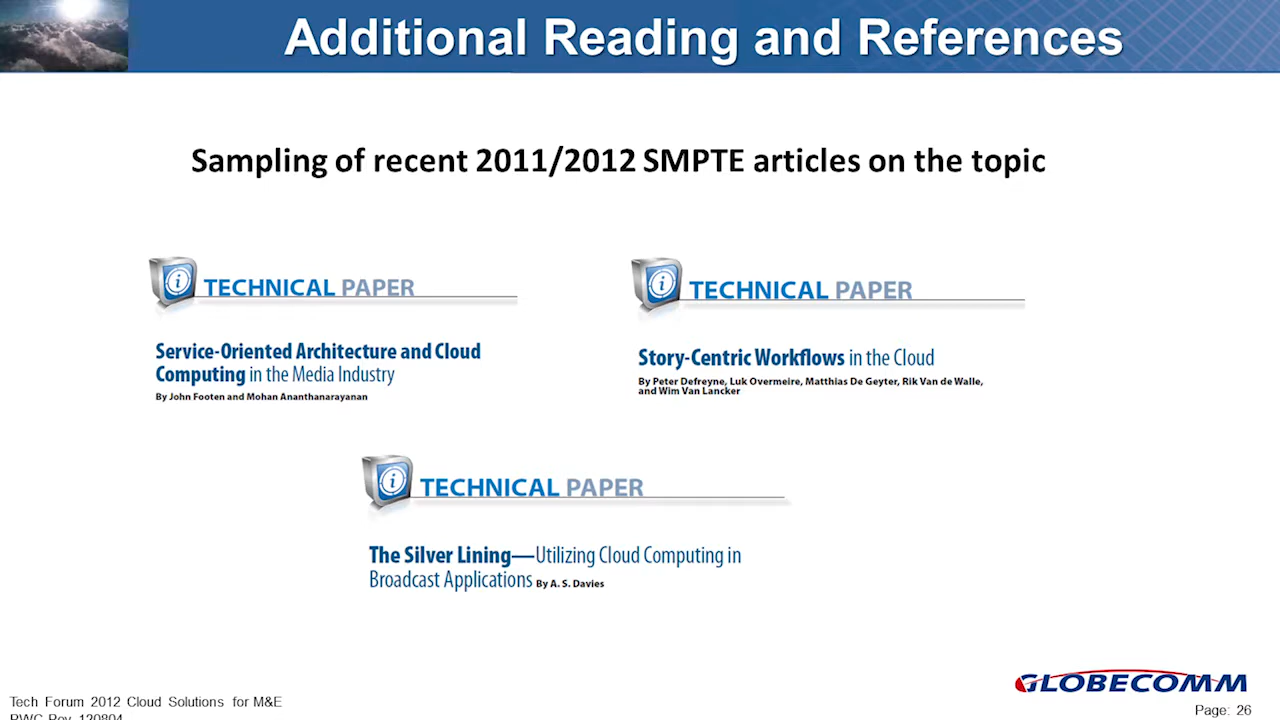 Additional Reading and References
Sampling of recent 2011/2012 SMPTE articles on the topic
TECHNICAL PAPER
Service-Oriented Architecture and Cloud
Computing in the Media Industry
By John Footen and Mohan Ananthanarayanan
TECHNICAL PAPER
Story-Centric Workflows in the Cloud
By Peter Defreyne, Luk Overmeire, Matthias De Geyter, Rik Van de Walle,
and Wim Van Lancker
TECHNICAL PAPER
The Silver Lining—Utilizing Cloud Computing in
Broadcast Applications By A. S. Davies
Tech Forum 2012 Cloud Solutions for M&E
RWC Rev 120804
GLOBECOMM
Page: 26